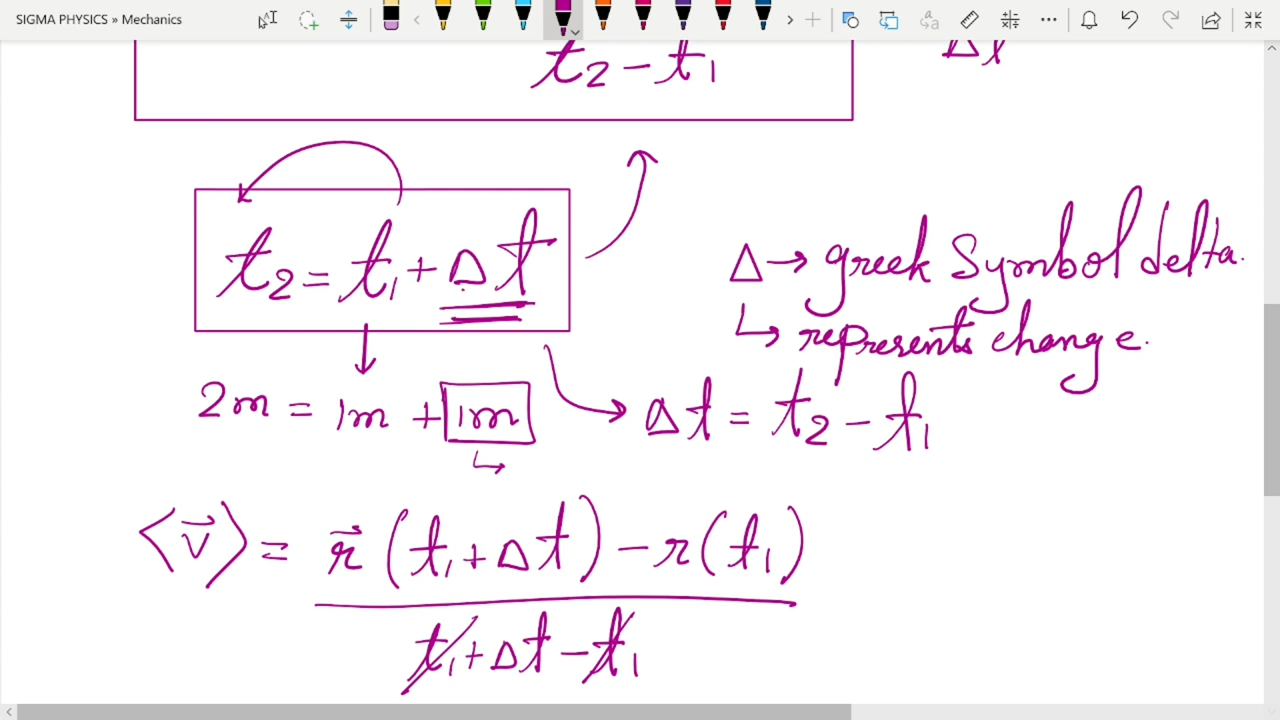 SIGMA PHYSICS » Mechanics
t₂ − t₁
Δt
t₂ = t₁ + Δt
Δ → greek Symbol delta.
↳ represents change.
2m = 1m + 1m
Δt = t₂ − t₁
⟨v⃗⟩ = r⃗ (t₁ + Δt) − r(t₁)
t₁ + Δt − t₁